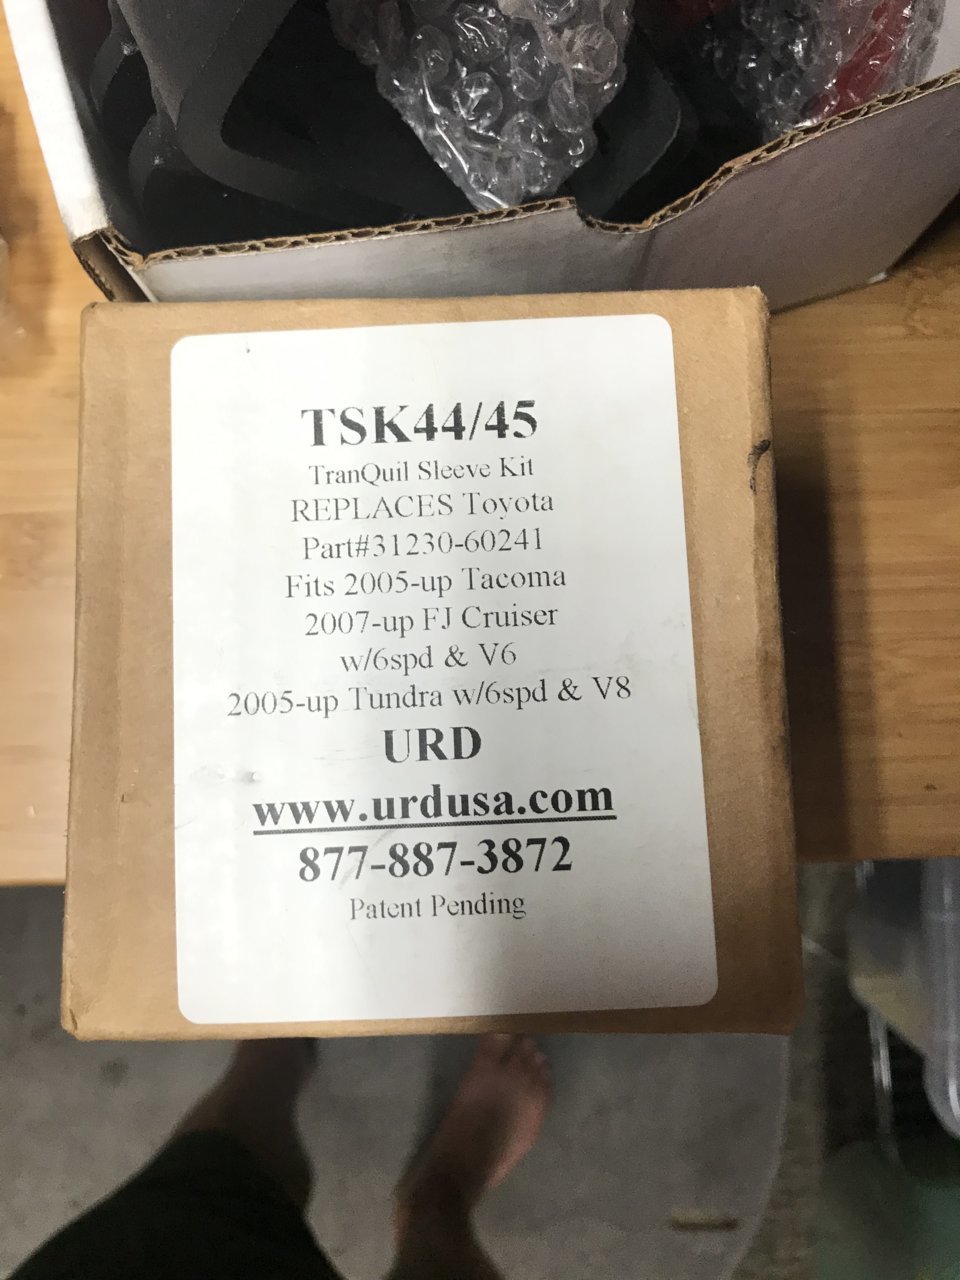 TSK44/45
TranQuil Sleeve Kit
REPLACES Toyota
Part#31230-60241
Fits 2005-up Tacoma
2007-up FJ Cruiser
w/6spd & V6
2005-up Tundra w/6spd & V8
URD
www.urdusa.com
877-887-3872
Patent Pending